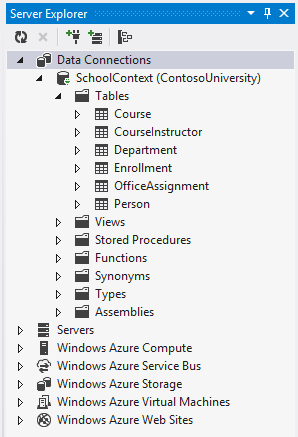 Server Explorer
Data Connections
SchoolContext (ContosoUniversity)
Tables
Course
CourseInstructor
Department
Enrollment
OfficeAssignment
Person
Views
Stored Procedures
Functions
Synonyms
Types
Assemblies
Servers
Windows Azure Compute
Windows Azure Service Bus
Windows Azure Storage
Windows Azure Virtual Machines
Windows Azure Web Sites